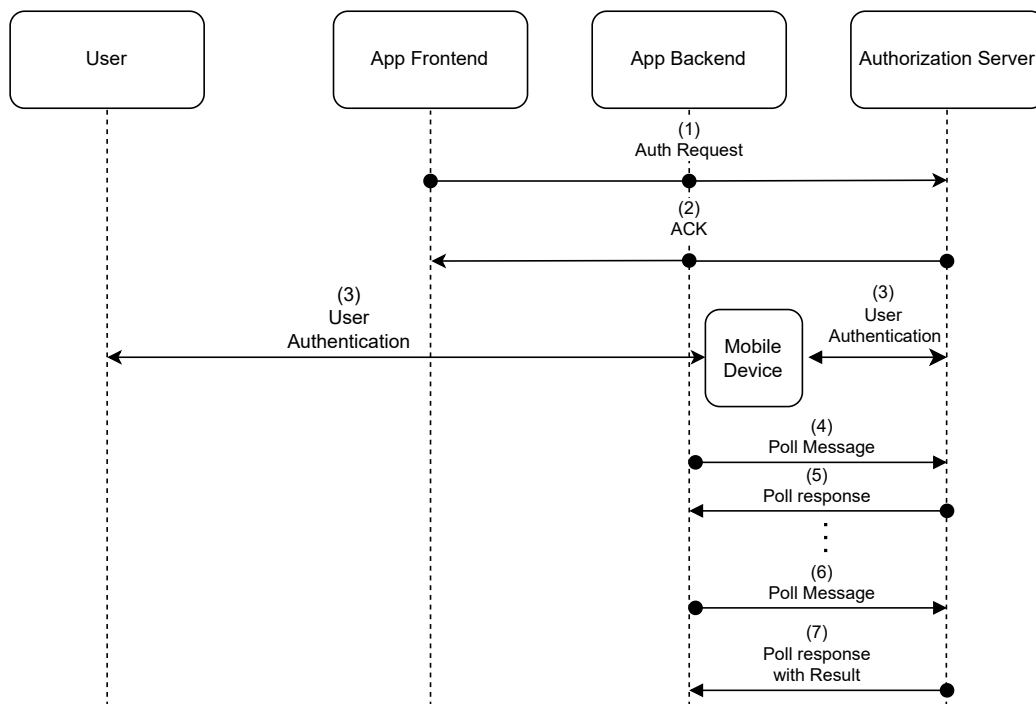 User
App Frontend
App Backend
Authorization Server
(1)
Auth Request
(2)
ACK
(3)
User
Authentication
Mobile
Device
(3)
User
Authentication
(4)
Poll Message
(5)
Poll response
(6)
Poll Message
(7)
Poll response
with Result